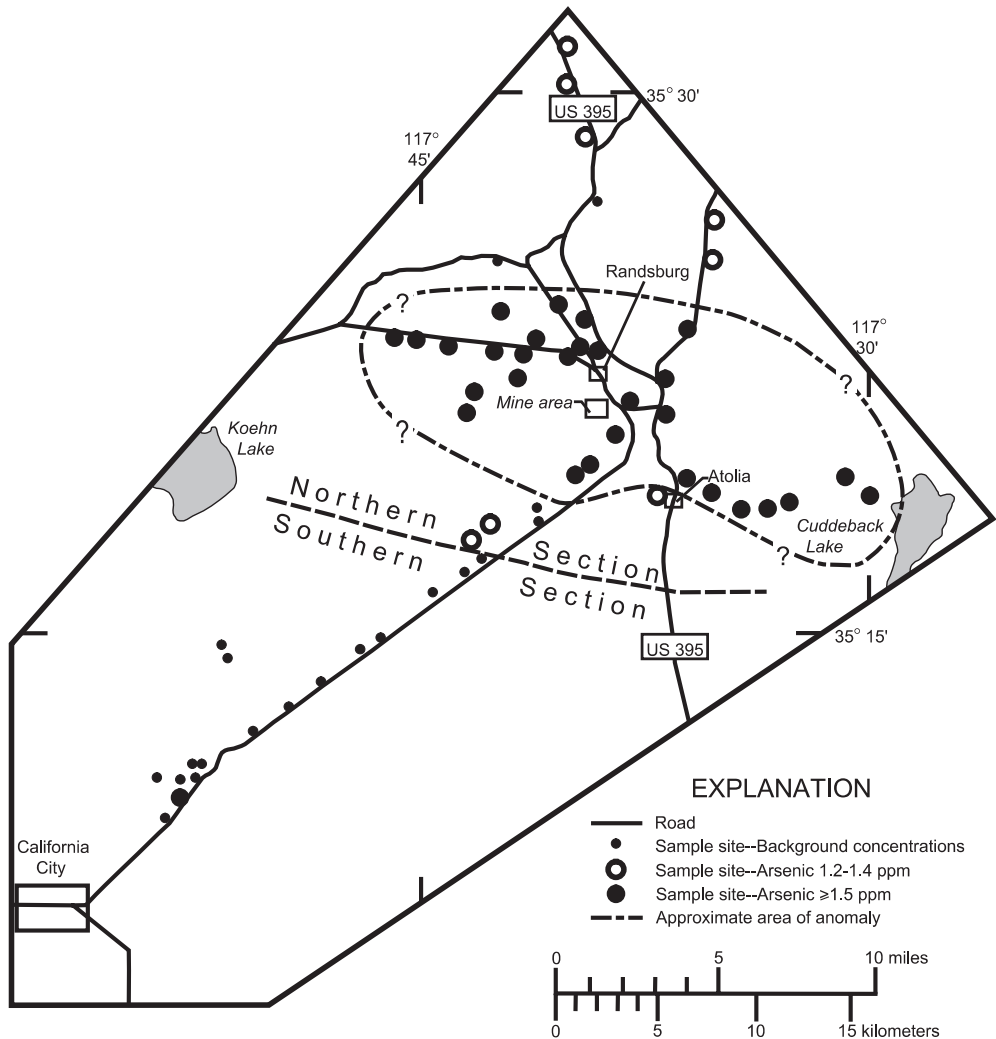 US 395
35° 30'
117°
45'
Randsburg
?
117°
30'
?
Mine area
?
Koehn
Lake
Atolia
Northern
Southern
Section
Section
Cuddeback
Lake
?
35° 15'
US 395
EXPLANATION
Road
Sample site--Background concentrations
Sample site--Arsenic 1.2-1.4 ppm
Sample site--Arsenic ≥1.5 ppm
Approximate area of anomaly
California
City
0 5 10 miles
0 5 10 15 kilometers